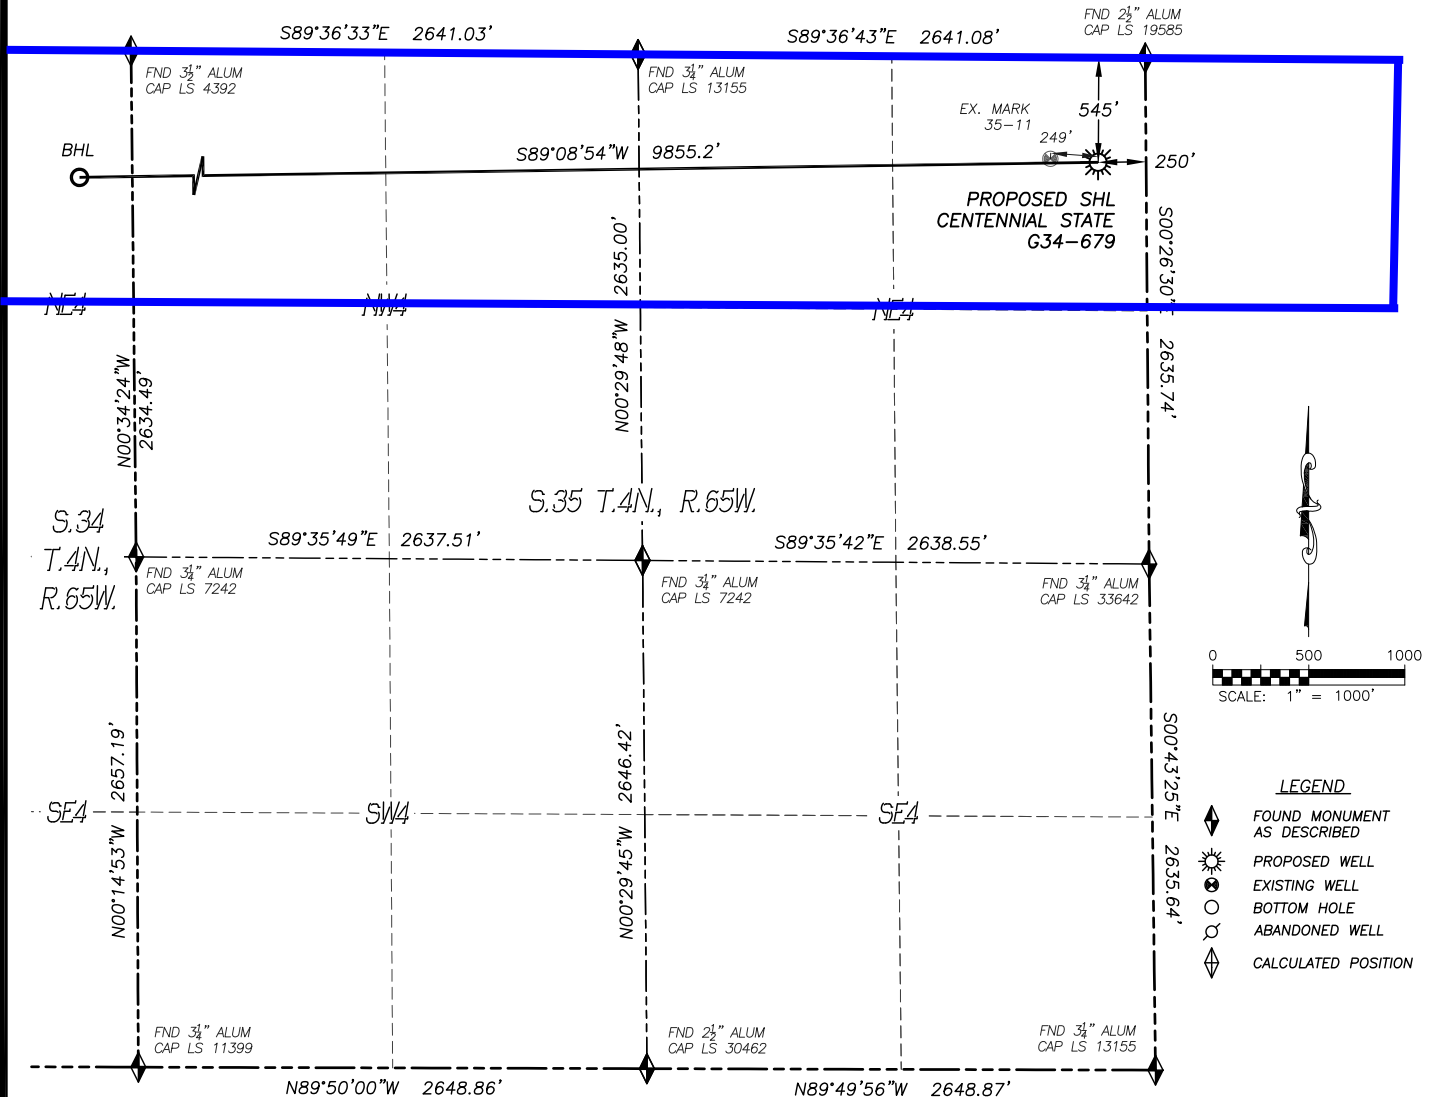 FND 2½" ALUM
CAP LS 19585
S89°36'33"E 2641.03'
S89°36'43"E 2641.08'
FND 3½" ALUM
CAP LS 4392
FND 3¼" ALUM
CAP LS 13155
EX. MARK
35-11
545'
249'
BHL
S89°08'54"W 9855.2'
250'
PROPOSED SHL
CENTENNIAL STATE
G34-679
N00°34'24"W
2634.49'
N00°29'48"W 2635.00'
S00°26'30"E 2635.74'
NE4
NW4
NE4
S.35 T.4N., R.65W.
S.34
T.4N.,
R.65W.
S89°35'49"E 2637.51'
S89°35'42"E 2638.55'
FND 3¼" ALUM
CAP LS 7242
FND 3¼" ALUM
CAP LS 7242
FND 3¼" ALUM
CAP LS 33642
0 500 1000
SCALE: 1" = 1000'
N00°14'53"W 2657.19'
N00°29'45"W 2646.42'
S00°43'25"E 2635.64'
SE4
SW4
SE4
LEGEND
FOUND MONUMENT
AS DESCRIBED
PROPOSED WELL
EXISTING WELL
BOTTOM HOLE
ABANDONED WELL
CALCULATED POSITION
FND 3¼" ALUM
CAP LS 11399
FND 2½" ALUM
CAP LS 30462
FND 3¼" ALUM
CAP LS 13155
N89°50'00"W 2648.86'
N89°49'56"W 2648.87'